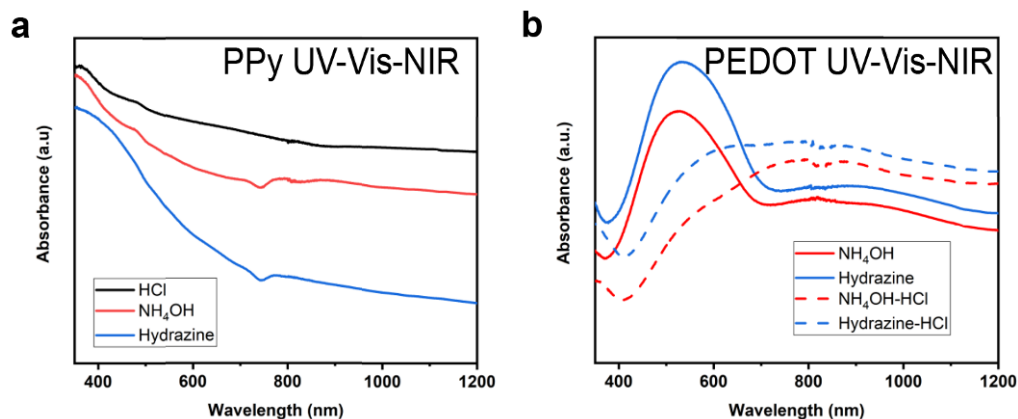 a
PPy UV-Vis-NIR
Absorbance (a.u)
HCl
NH₄OH
Hydrazine
400 600 800 1000 1200
Wavelength (nm)
b
PEDOT UV-Vis-NIR
Absorbance (a.u.)
NH₄OH
Hydrazine
NH₄OH-HCl
Hydrazine-HCl
400 600 800 1000 1200
Wavelength (nm)